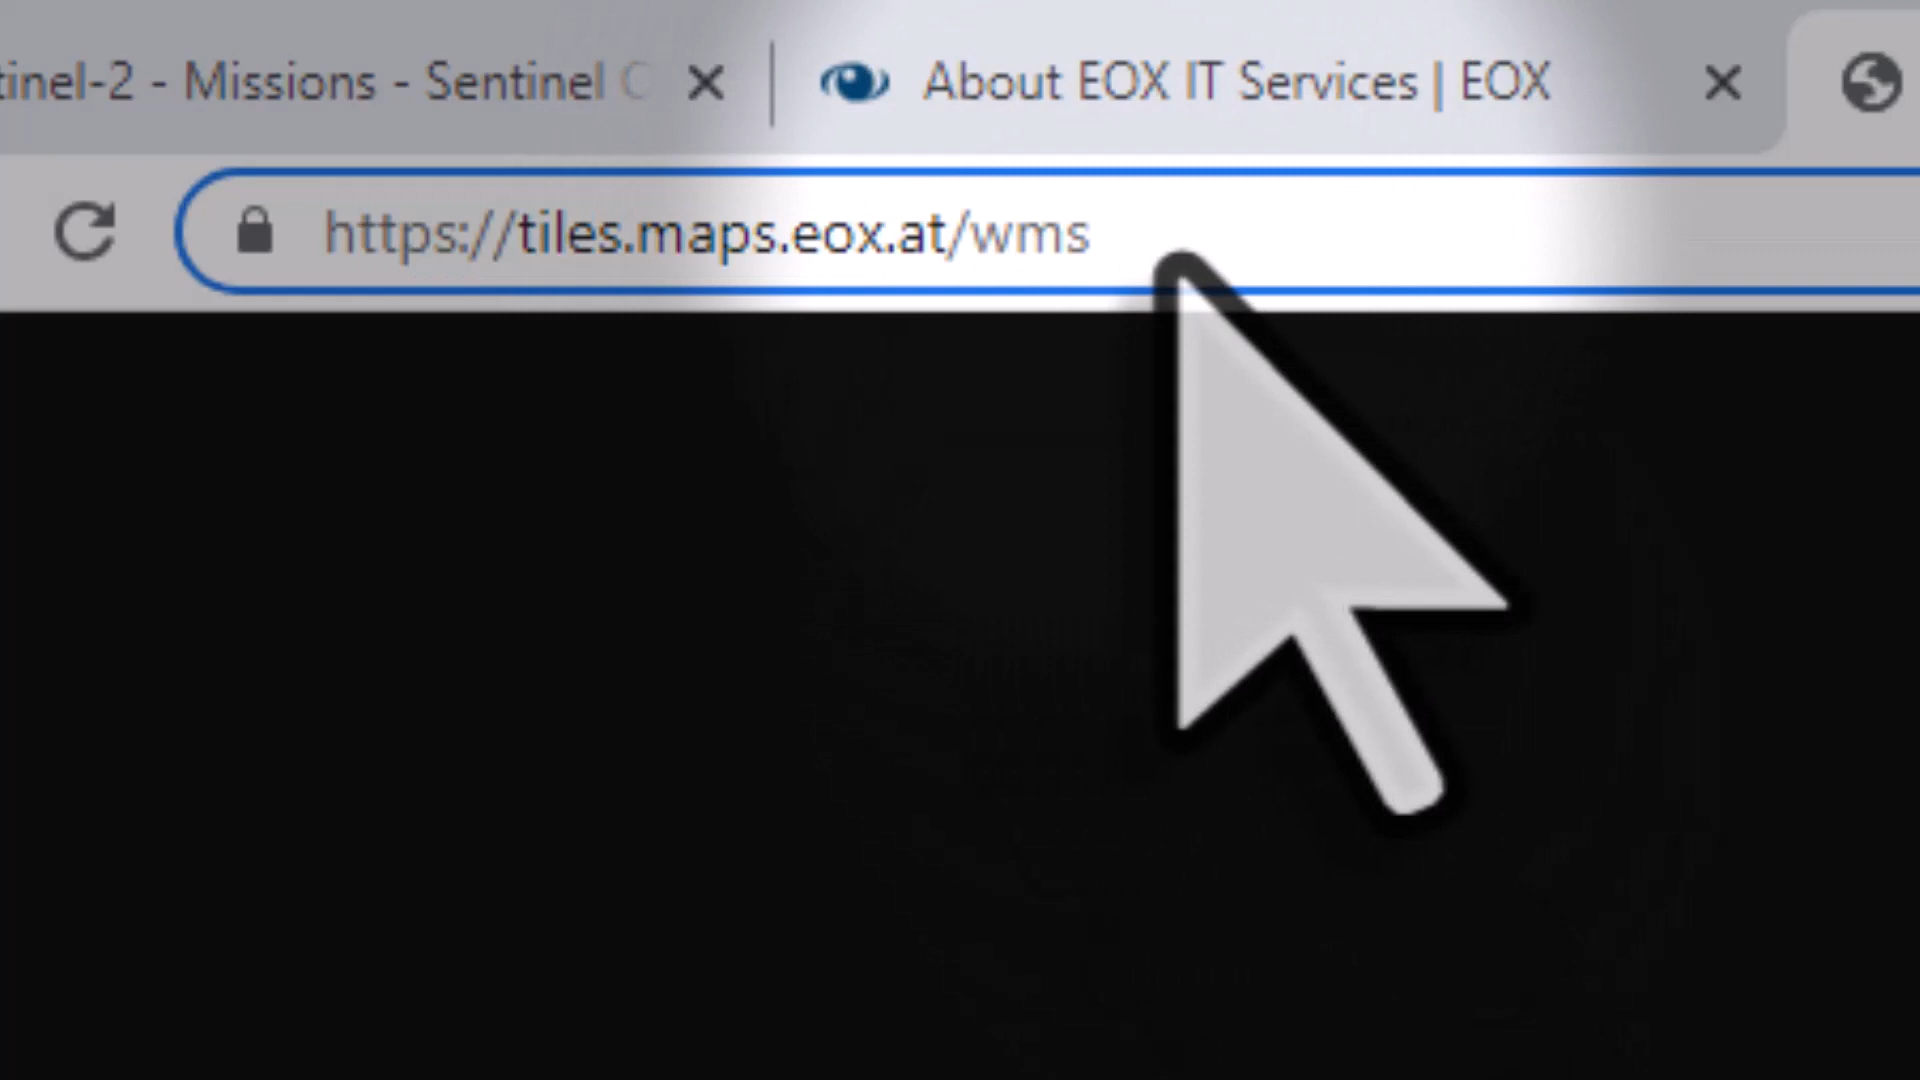 tinel-2 - Missions - Sentinel
About EOX IT Services | EOX
https://tiles.maps.eox.at/wms